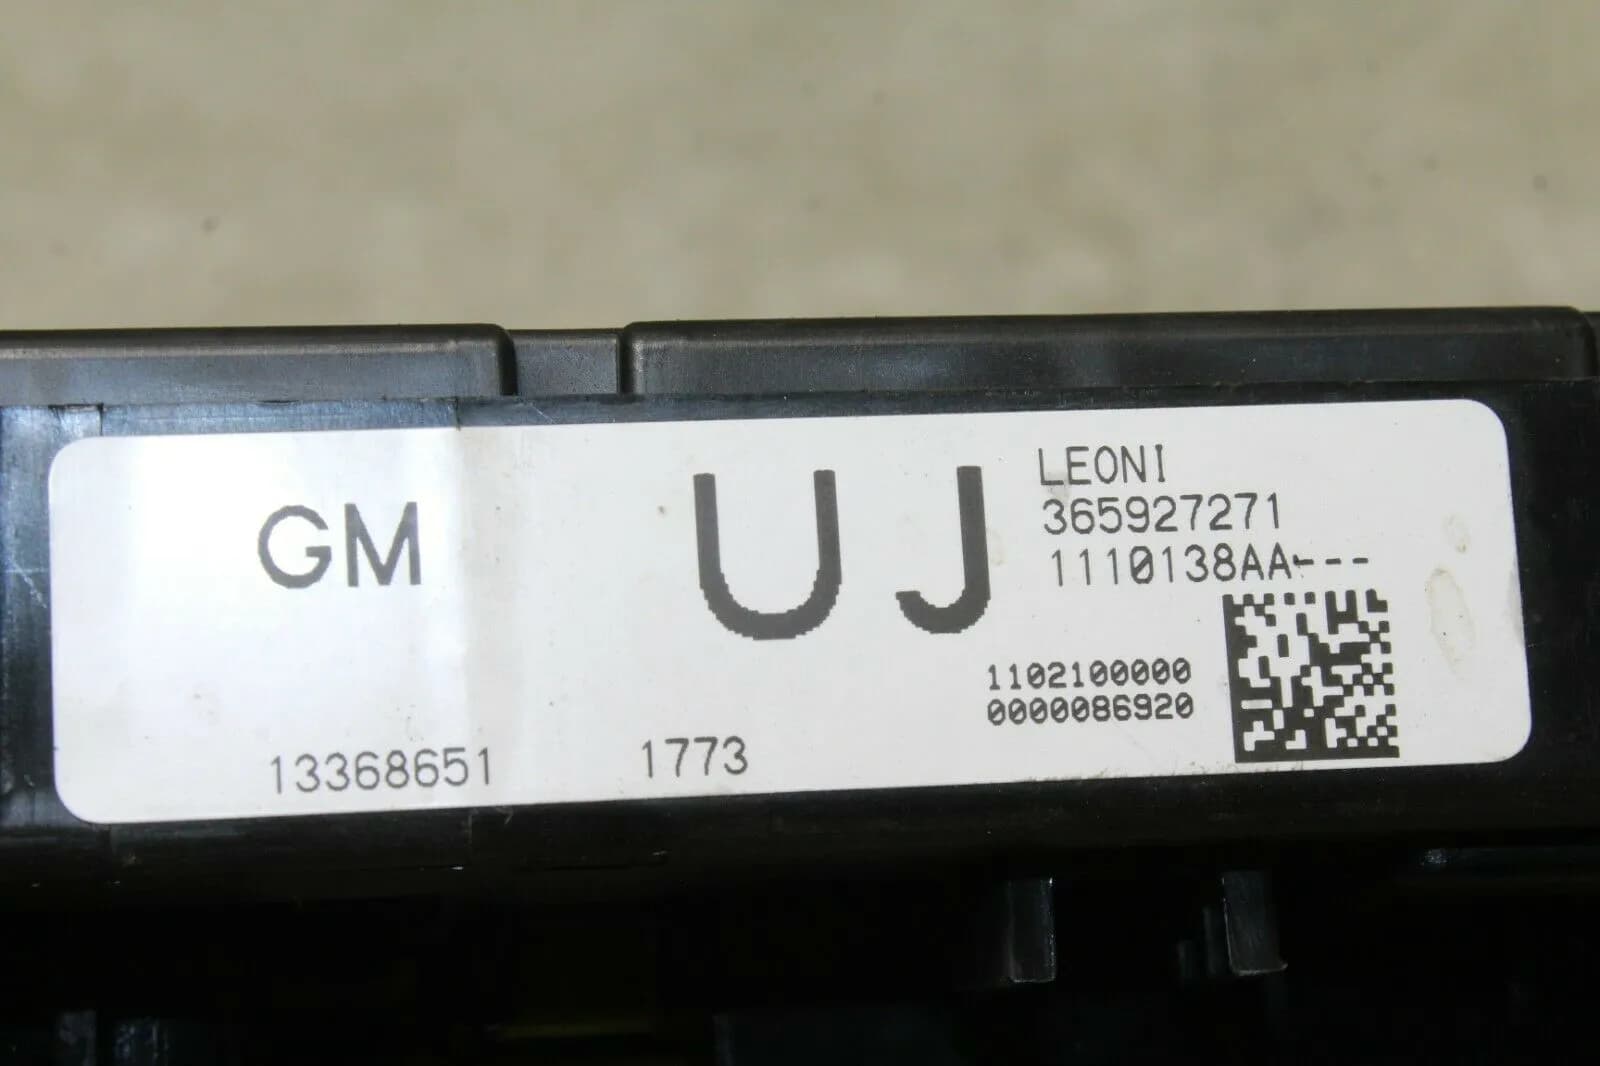 GM
UJ
LEONI
365927271
1110138AA----
1102100000
0000086920
13368651 1773